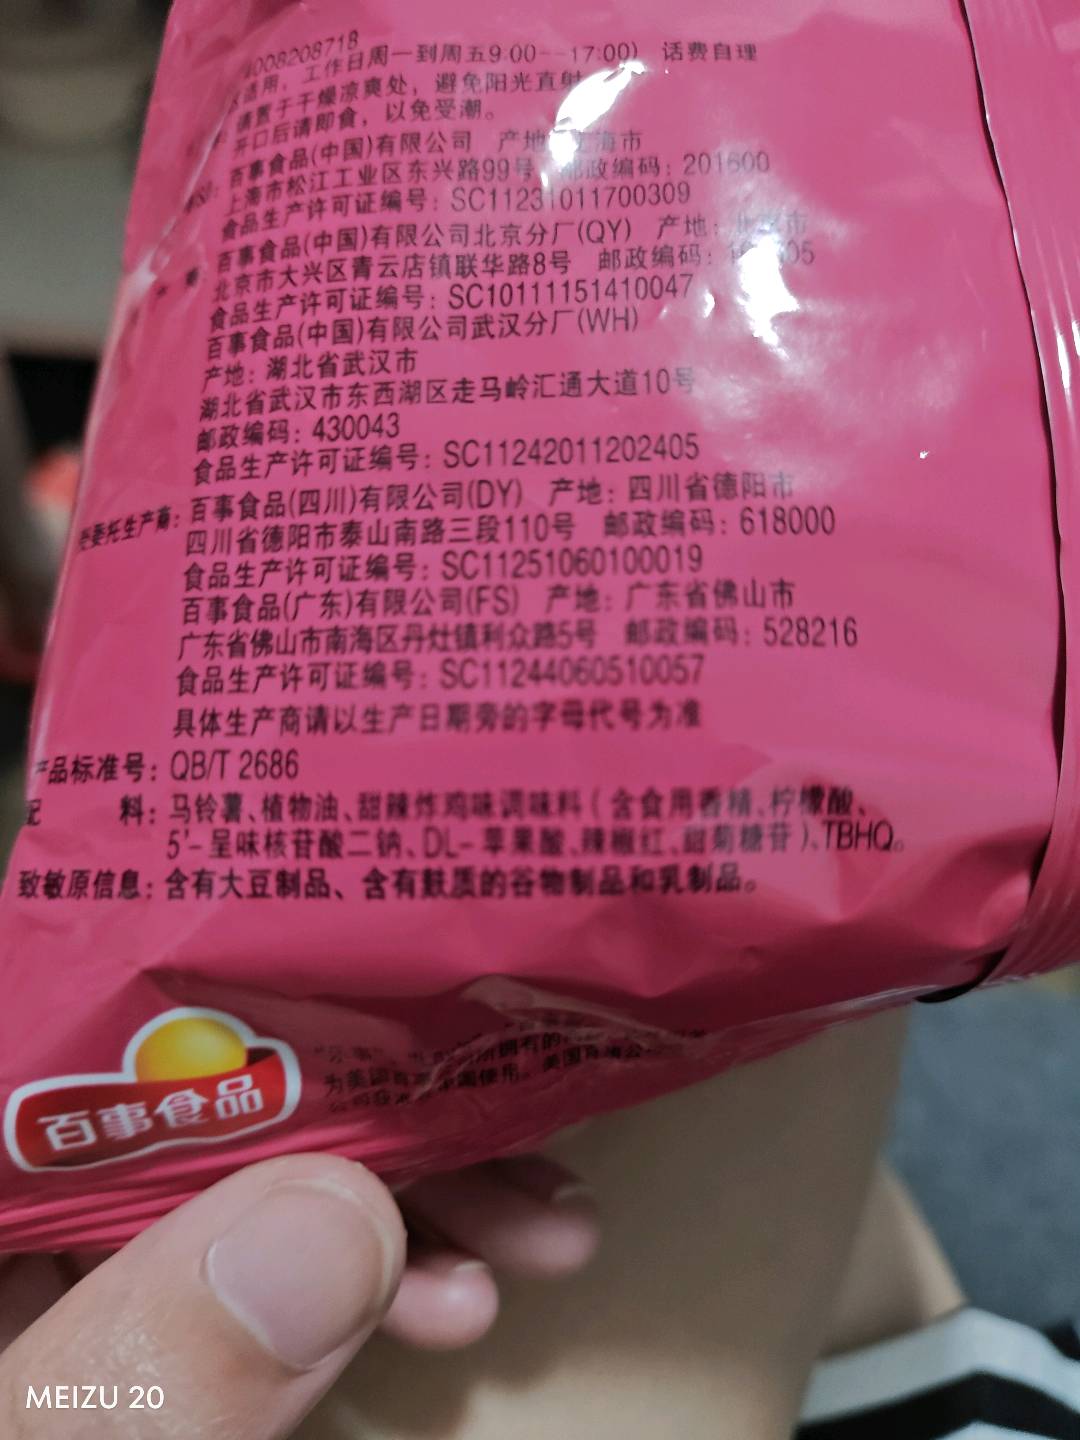 4008208718
适用，工作日周一到周五9:00--17:00) 话费自理
请置于干燥凉爽处，避免阳光直射
开口后请即食，以免受潮。
百事食品(中国)有限公司 产地 上海市
上海市松江工业区东兴路99号 邮政编码：201600
食品生产许可证编号：SC11231011700309
百事食品(中国)有限公司北京分厂(QY) 产地：北京市
北京市大兴区青云店镇联华路8号 邮政编码：
食品生产许可证编号：SC10111151410047
百事食品(中国)有限公司武汉分厂(WH)
产地：湖北省武汉市
湖北省武汉市东西湖区走马岭汇通大道10号
邮政编码：430043
食品生产许可证编号：SC11242011202405
受委托生产商：百事食品(四川)有限公司(DY) 产地：四川省德阳市
四川省德阳市泰山南路三段110号 邮政编码：618000
食品生产许可证编号：SC11251060100019
百事食品(广东)有限公司(FS) 产地：广东省佛山市
广东省佛山市南海区丹灶镇利众路5号 邮政编码：528216
食品生产许可证编号：SC11244060510057
具体生产商请以生产日期旁的字母代号为准
产品标准号：QB/T 2686
配 料：马铃薯、植物油、甜辣炸鸡味调味料（含食用香精、柠檬酸、
5'-呈味核苷酸二钠、DL-苹果酸、辣椒红、甜菊糖苷）、TBHQ。
致敏原信息：含有大豆制品、含有麸质的谷物制品和乳制品。
百事食品
MEIZU 20